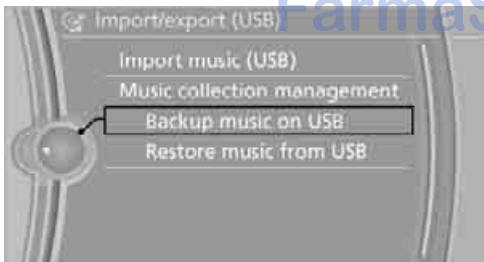 Import/export (USB)
Import music (USB)
Music collection management
Backup music on USB
Restore music from USB